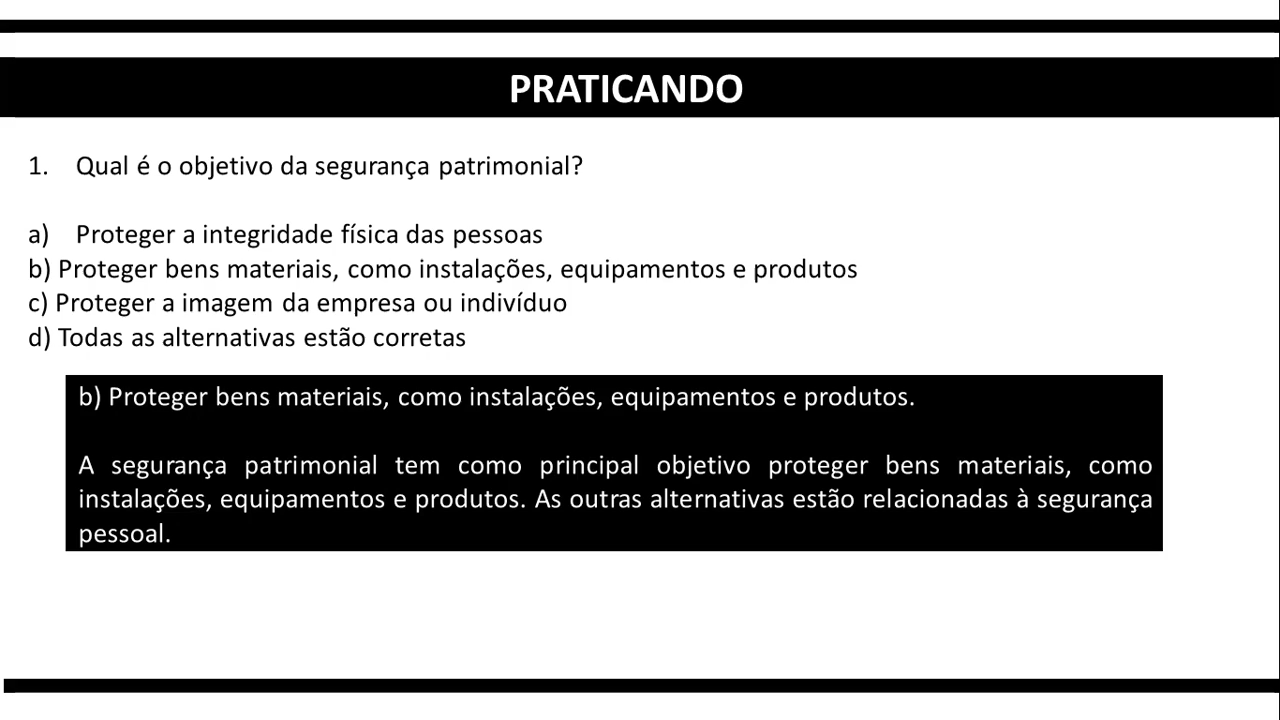 PRATICANDO
1. Qual é o objetivo da segurança patrimonial?
a) Proteger a integridade física das pessoas
b) Proteger bens materiais, como instalações, equipamentos e produtos
c) Proteger a imagem da empresa ou indivíduo
d) Todas as alternativas estão corretas
b) Proteger bens materiais, como instalações, equipamentos e produtos.
A segurança patrimonial tem como principal objetivo proteger bens materiais, como
instalações, equipamentos e produtos. As outras alternativas estão relacionadas à segurança
pessoal.